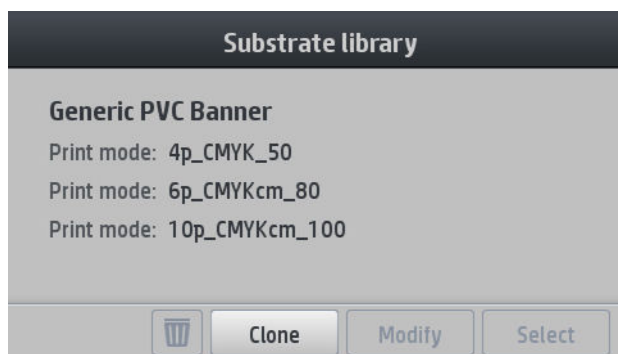 Substrate library
Generic PVC Banner
Print mode: 4p_CMYK_50
Print mode: 6p_CMYKcm_80
Print mode: 10p_CMYKcm_100
Clone Modify Select